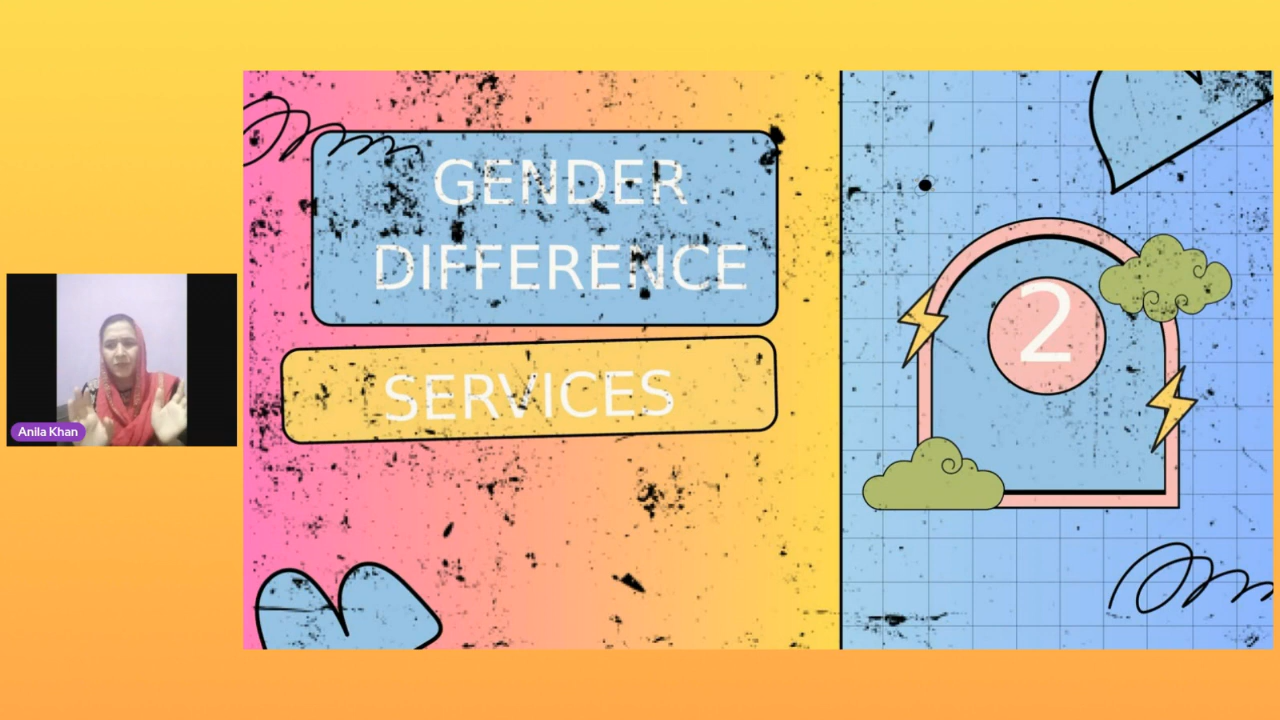 GENDER
DIFFERENCE
SERVICES
2
Anila Khan